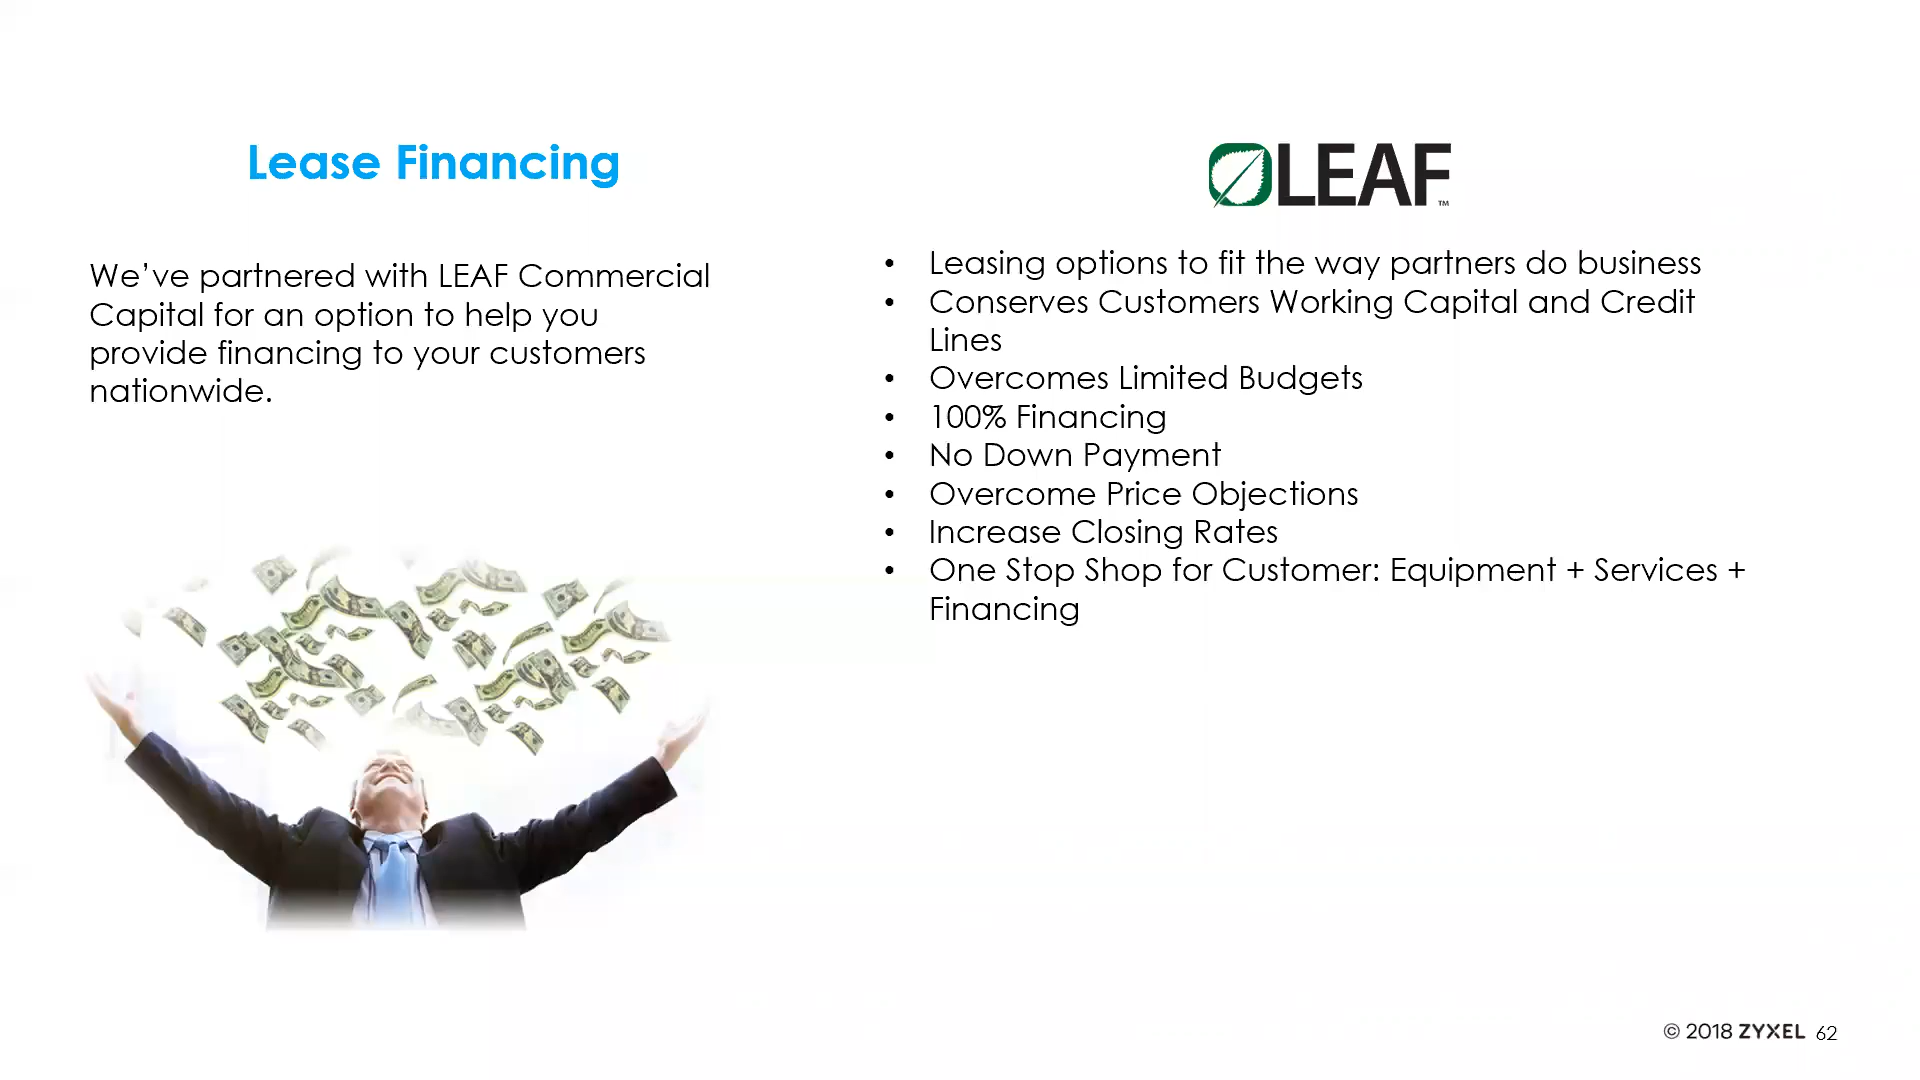 Lease Financing
We’ve partnered with LEAF Commercial
Capital for an option to help you
provide financing to your customers
nationwide.
LEAF™
• Leasing options to fit the way partners do business
• Conserves Customers Working Capital and Credit
Lines
• Overcomes Limited Budgets
• 100% Financing
• No Down Payment
• Overcome Price Objections
• Increase Closing Rates
• One Stop Shop for Customer: Equipment + Services +
Financing
© 2018 ZYXEL 62